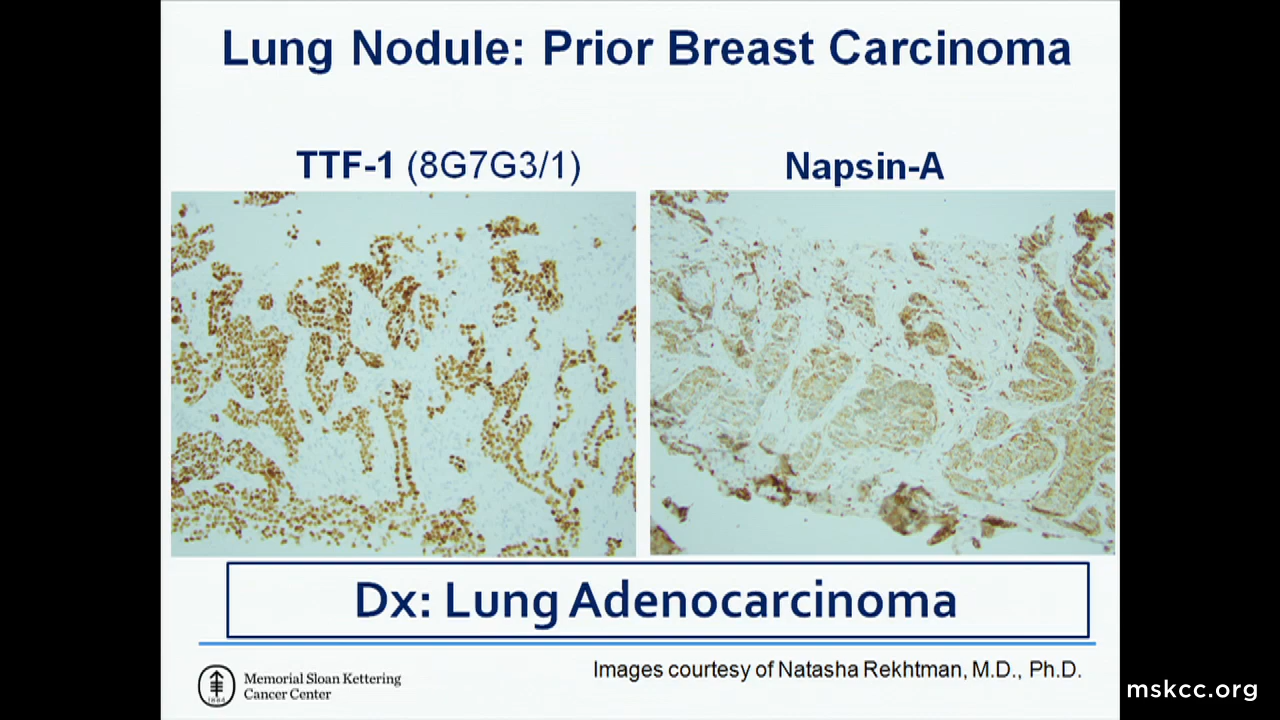 Lung Nodule: Prior Breast Carcinoma
TTF-1 (8G7G3/1)
Napsin-A
Dx: Lung Adenocarcinoma
Images courtesy of Natasha Rekhtman, M.D., Ph.D.
Memorial Sloan Kettering
Cancer Center
mskcc.org